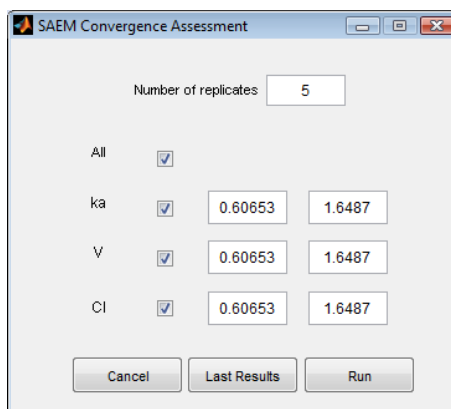 SAEM Convergence Assessment
Number of replicates 5
All
ka 0.60653 1.6487
V 0.60653 1.6487
Cl 0.60653 1.6487
Cancel Last Results Run